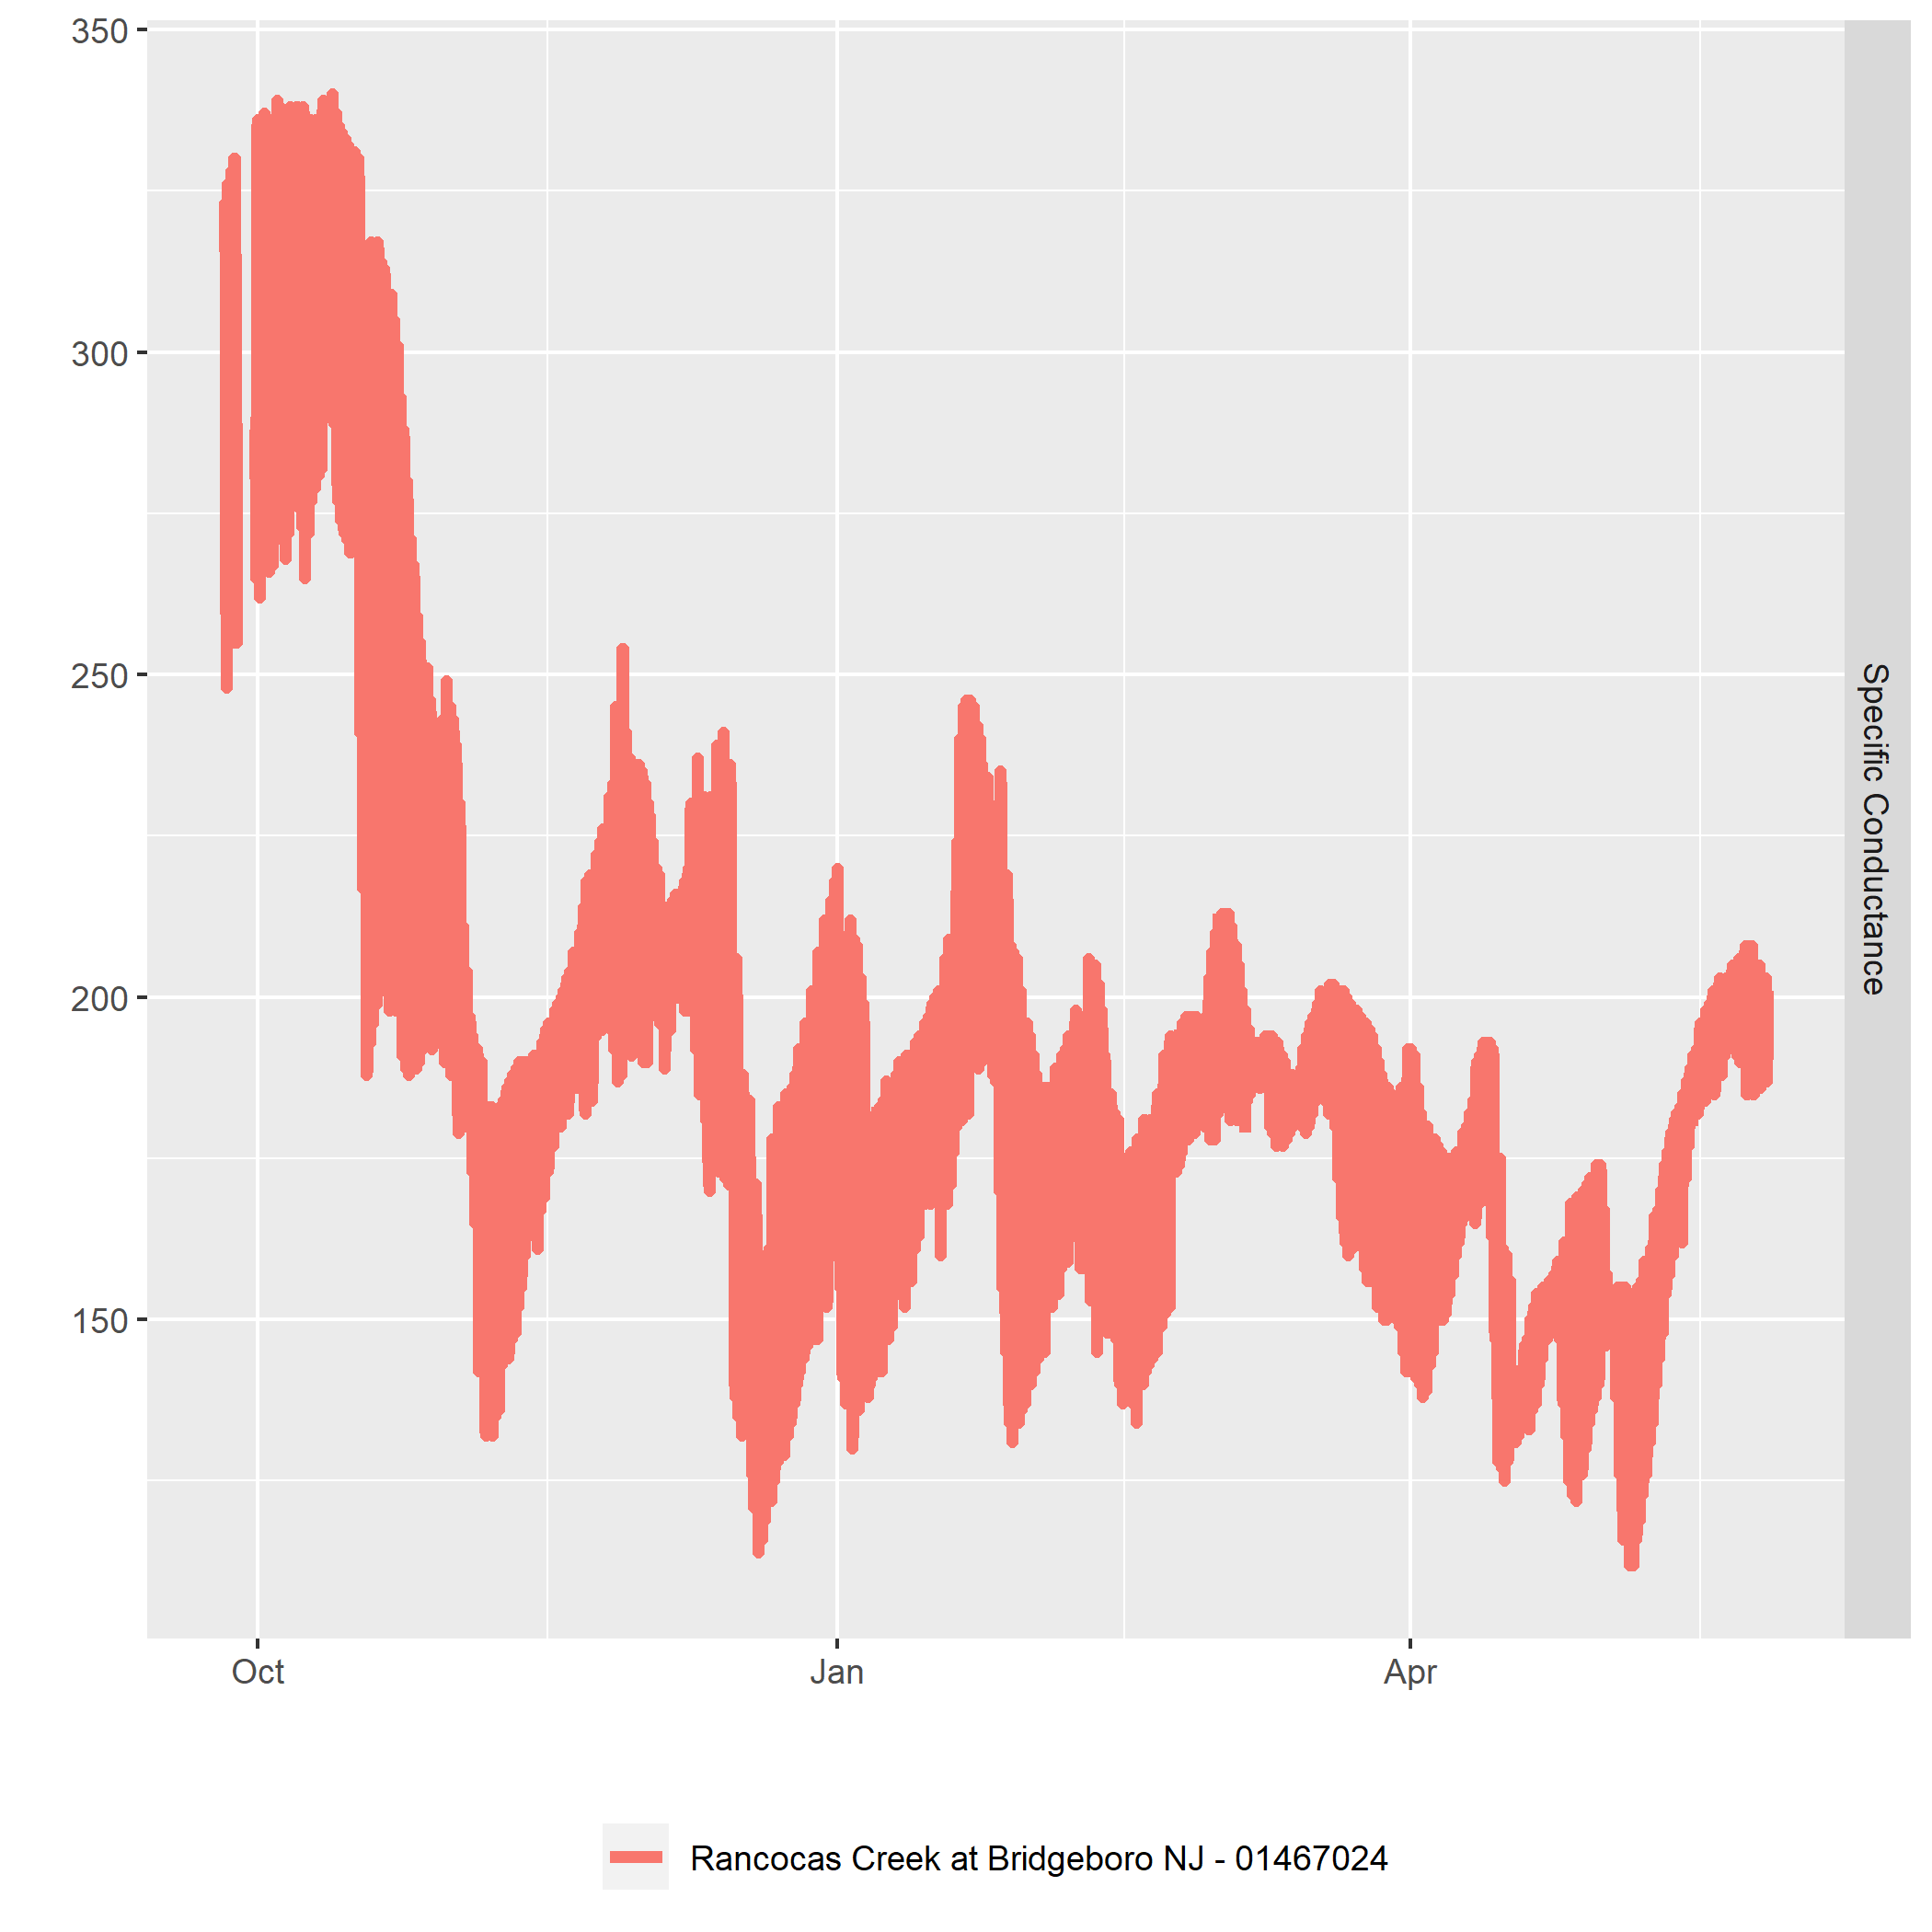 350
300
250
200
150
Specific Conductance
Oct Jan Apr
Rancocas Creek at Bridgeboro NJ - 01467024